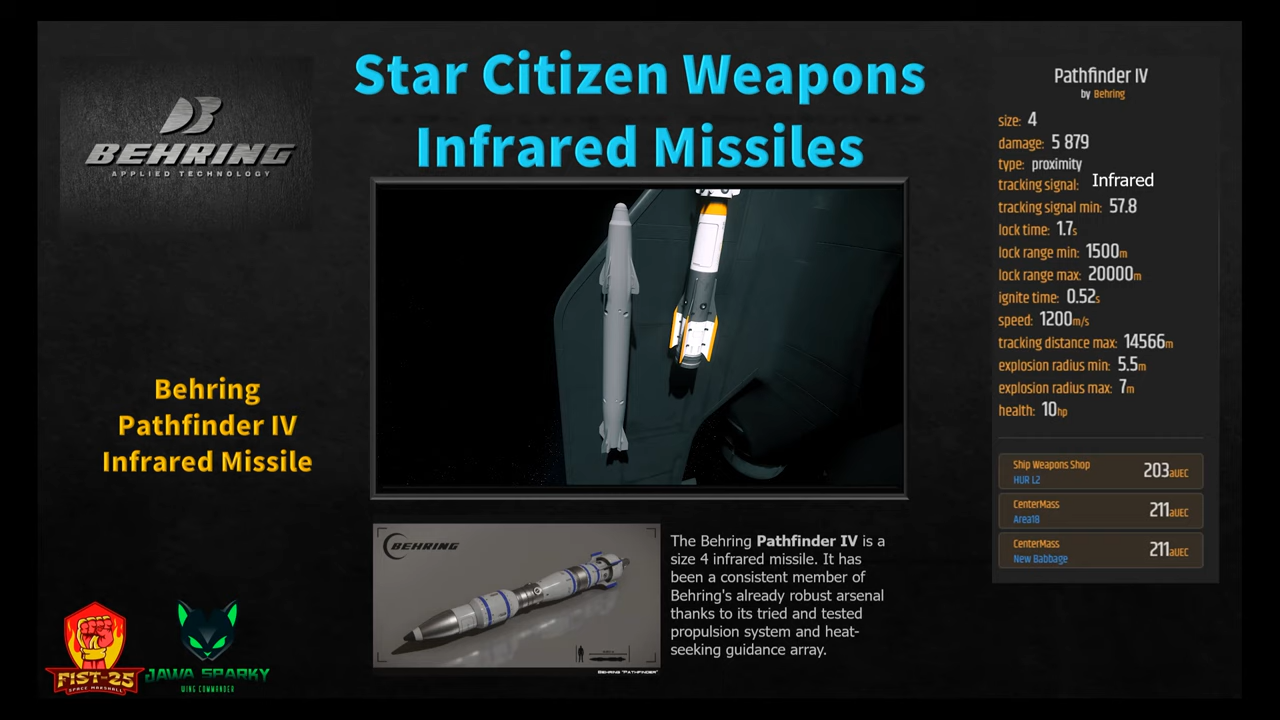 Star Citizen Weapons
Infrared Missiles
BEHRING
APPLIED TECHNOLOGY
Behring
Pathfinder IV
Infrared Missile
FIST-25
SPACE MARSHALL
JAWA SPARKY
WING COMMANDER
BEHRING
BEHRING "PATHFINDER"
The Behring Pathfinder IV is a
size 4 infrared missile. It has
been a consistent member of
Behring's already robust arsenal
thanks to its tried and tested
propulsion system and heat-
seeking guidance array.
Pathfinder IV
by Behring
size: 4
damage: 5 879
type: proximity
tracking signal: Infrared
tracking signal min: 57.8
lock time: 1.7s
lock range min: 1500m
lock range max: 20000m
ignite time: 0.52s
speed: 1200m/s
tracking distance max: 14566m
explosion radius min: 5.5m
explosion radius max: 7m
health: 10hp
Ship Weapons Shop
HUR L2
203aUEC
CenterMass
Area18
211aUEC
CenterMass
New Babbage
211aUEC